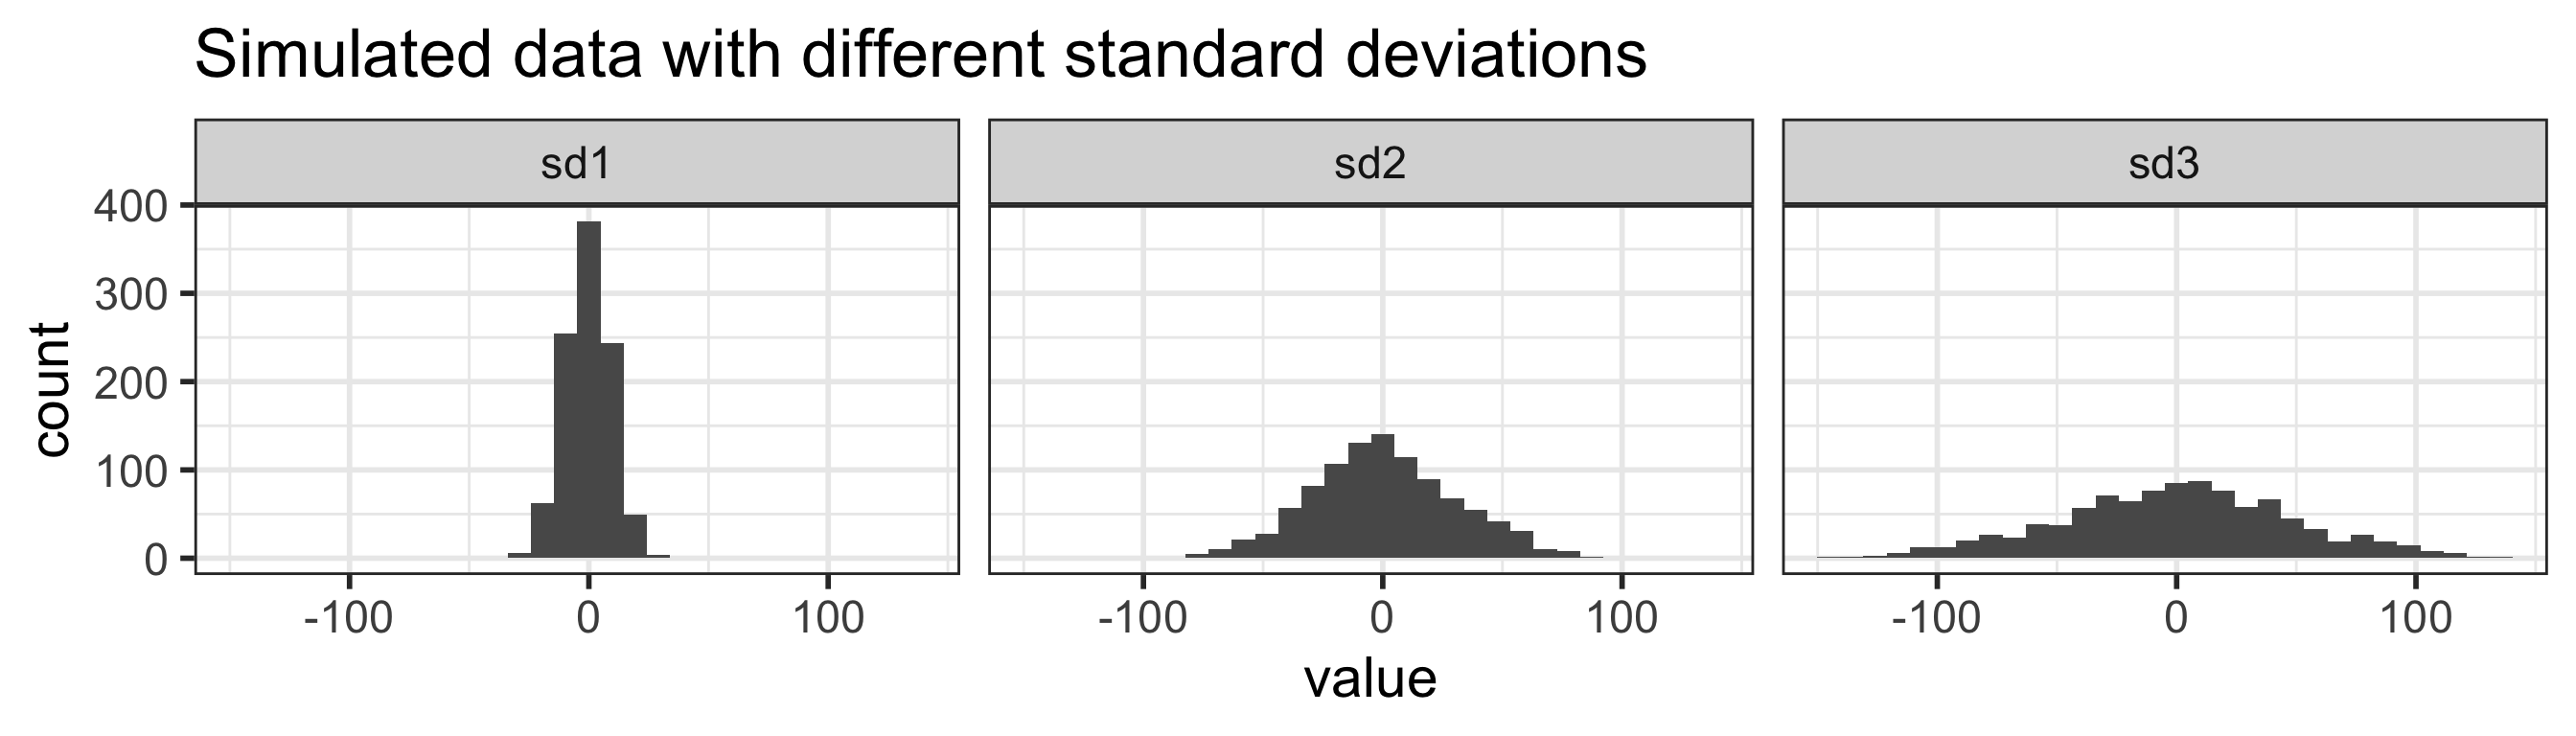 Simulated data with different standard deviations
sd1 sd2 sd3
400
300
200
100
0
count
-100 0 100 -100 0 100 -100 0 100
value